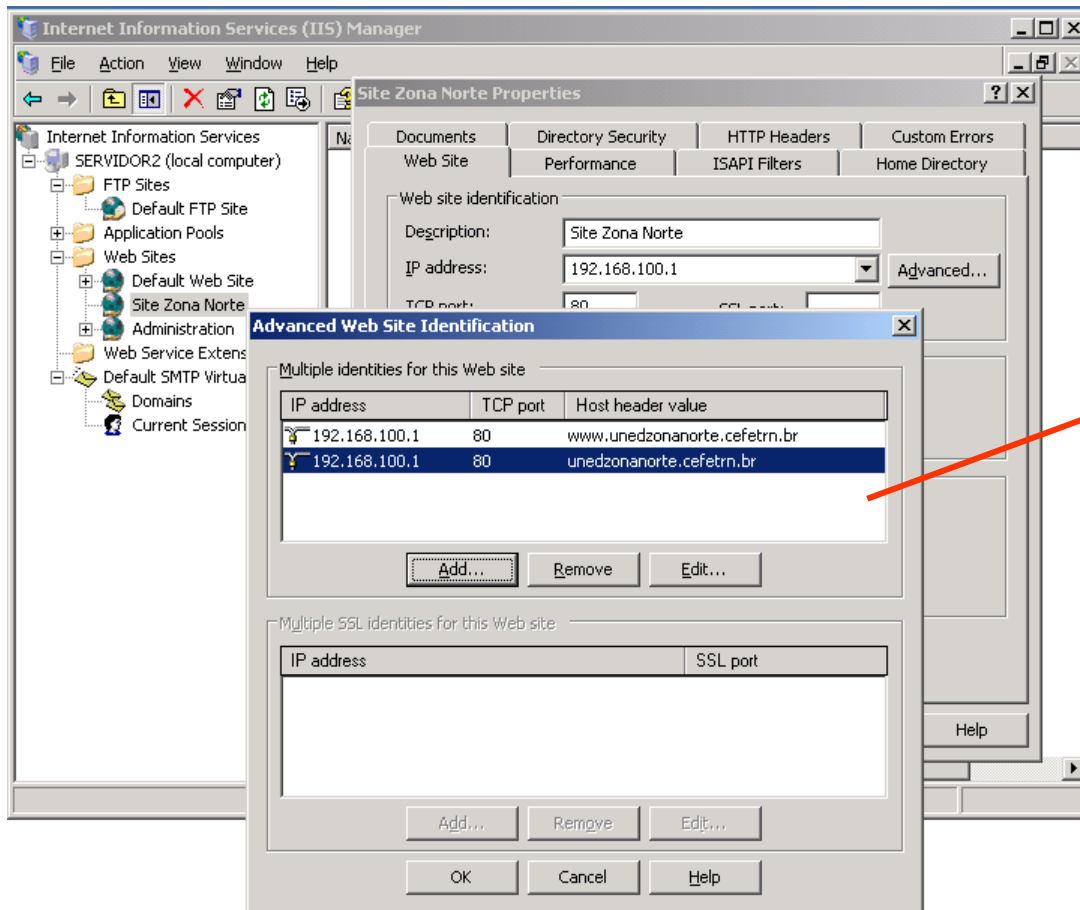 Internet Information Services (IIS) Manager
File Action View Window Help
Site Zona Norte Properties
Internet Information Services
SERVIDOR2 (local computer)
FTP Sites
Default FTP Site
Application Pools
Web Sites
Default Web Site
Site Zona Norte
Administration
Web Service Extens
Default SMTP Virtua
Domains
Current Session
Na
Documents Directory Security HTTP Headers Custom Errors
Web Site Performance ISAPI Filters Home Directory
Web site identification
Description: Site Zona Norte
IP address: 192.168.100.1 Advanced...
TCP port: 80 SSL port:
Help
Advanced Web Site Identification
Multiple identities for this Web site
IP address TCP port Host header value
192.168.100.1 80 www.unedzonanorte.cefetrn.br
192.168.100.1 80 unedzonanorte.cefetrn.br
Add... Remove Edit...
Multiple SSL identities for this Web site
IP address SSL port
Add... Remove Edit...
OK Cancel Help